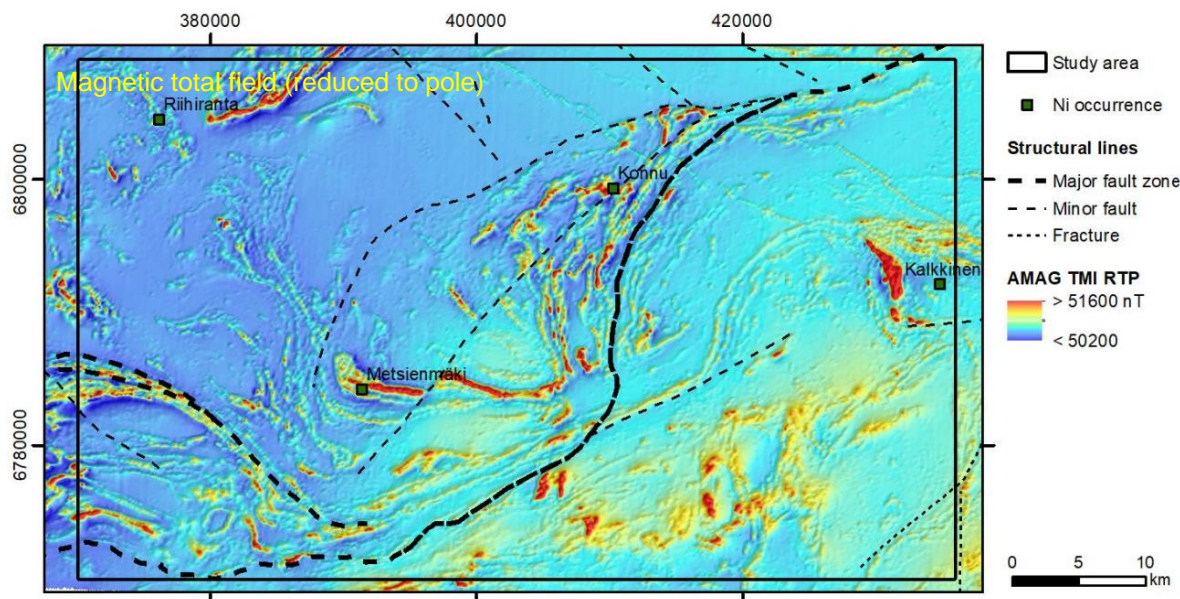 380000
400000
420000
Magnetic total field (reduced to pole)
Riihiranta
6800000
Konnu
Kalkkinen
Metsienmäki
6780000
Study area
Ni occurrence
Structural lines
Major fault zone
Minor fault
Fracture
AMAG TMI RTP
> 51600 nT
< 50200
0 5 10
km